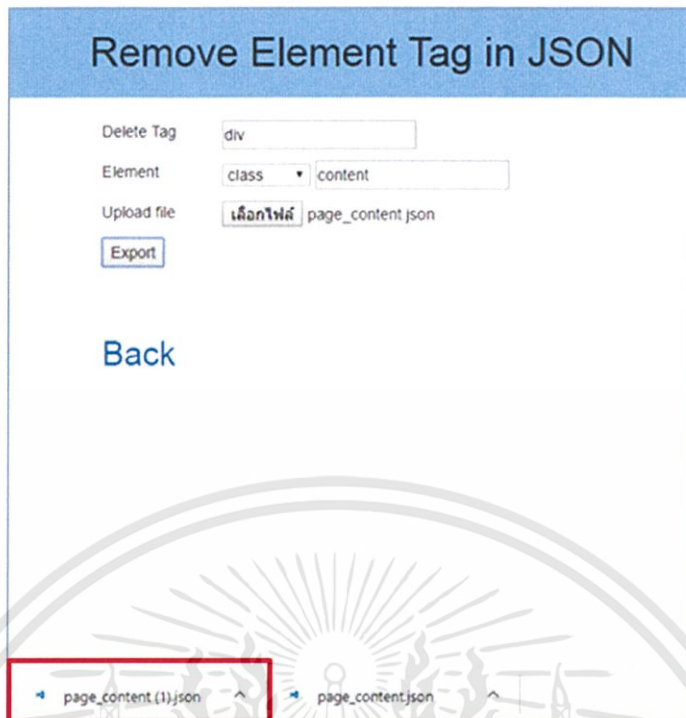 Remove Element Tag in JSON
Delete Tag div
Element class content
Upload file เลือกไฟล์ page_content.json
Export
Back
page_content (1).json page_content.json